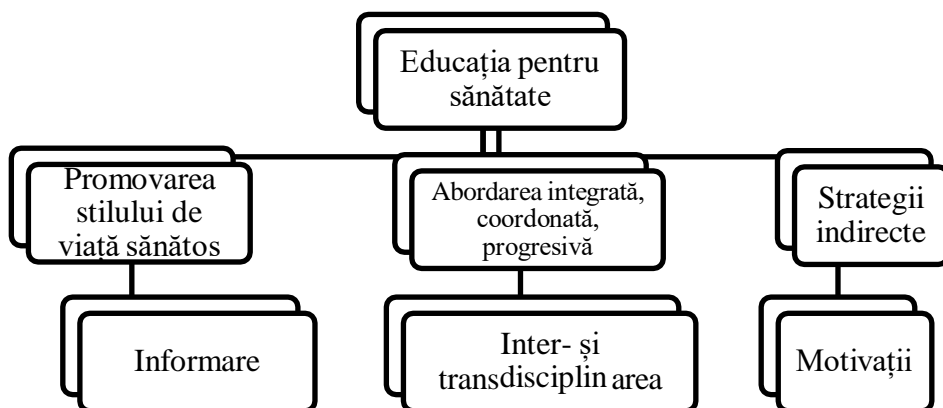 Educația pentru
sănătate
Promovarea
stilului de
viață sănătos
Abordarea integrată,
coordonată,
progresivă
Strategii
indirecte
Informare
Inter- și
transdisciplin area
Motivații